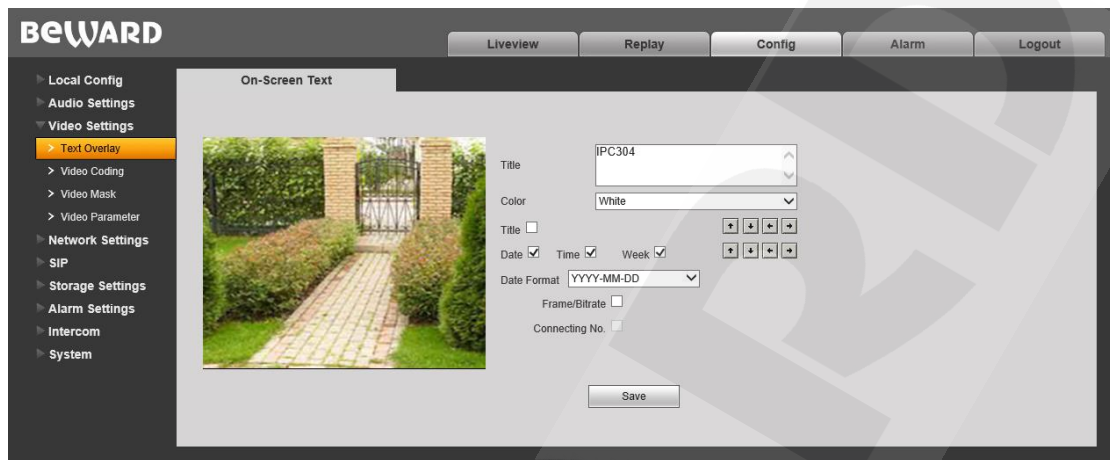 BEWARD
Liveview Replay Config Alarm Logout
Local Config
Audio Settings
Video Settings
> Text Overlay
> Video Coding
> Video Mask
> Video Parameter
Network Settings
SIP
Storage Settings
Alarm Settings
Intercom
System
On-Screen Text
Title IPC304
Color White
Title
Date Time Week
Date Format YYYY-MM-DD
Frame/Bitrate
Connecting No.
Save